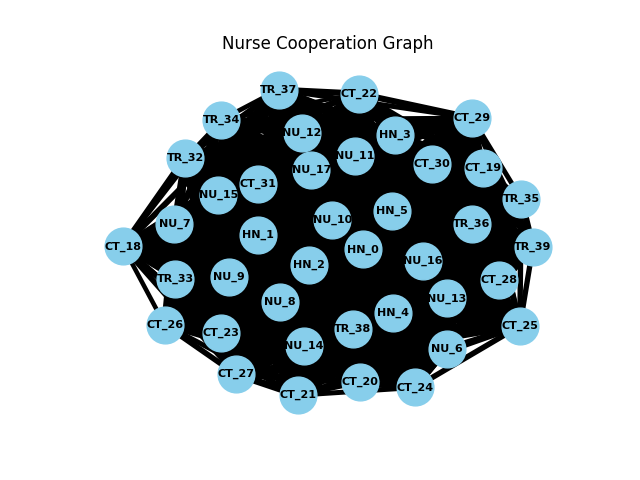 Nurse Cooperation Graph
TR_37
CT_22
TR_34
CT_29
NU_12
HN_3
TR_32
NU_11
CT_30
CT_19
NU_17
CT_31
NU_15
TR_35
HN_5
NU_10
NU_7
TR_36
HN_1
CT_18
HN_0
TR_39
NU_16
HN_2
TR_33
NU_9
CT_28
NU_13
NU_8
HN_4
CT_26
CT_25
TR_38
CT_23
NU_14
NU_6
CT_27
CT_20
CT_24
CT_21